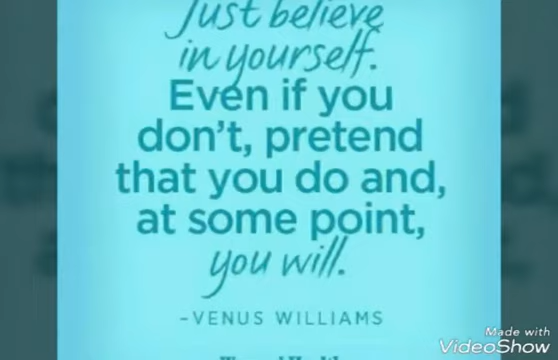 Just believe
in yourself.
Even if you
don't, pretend
that you do and,
at some point,
you will.
-VENUS WILLIAMS
Made with
VideoShow